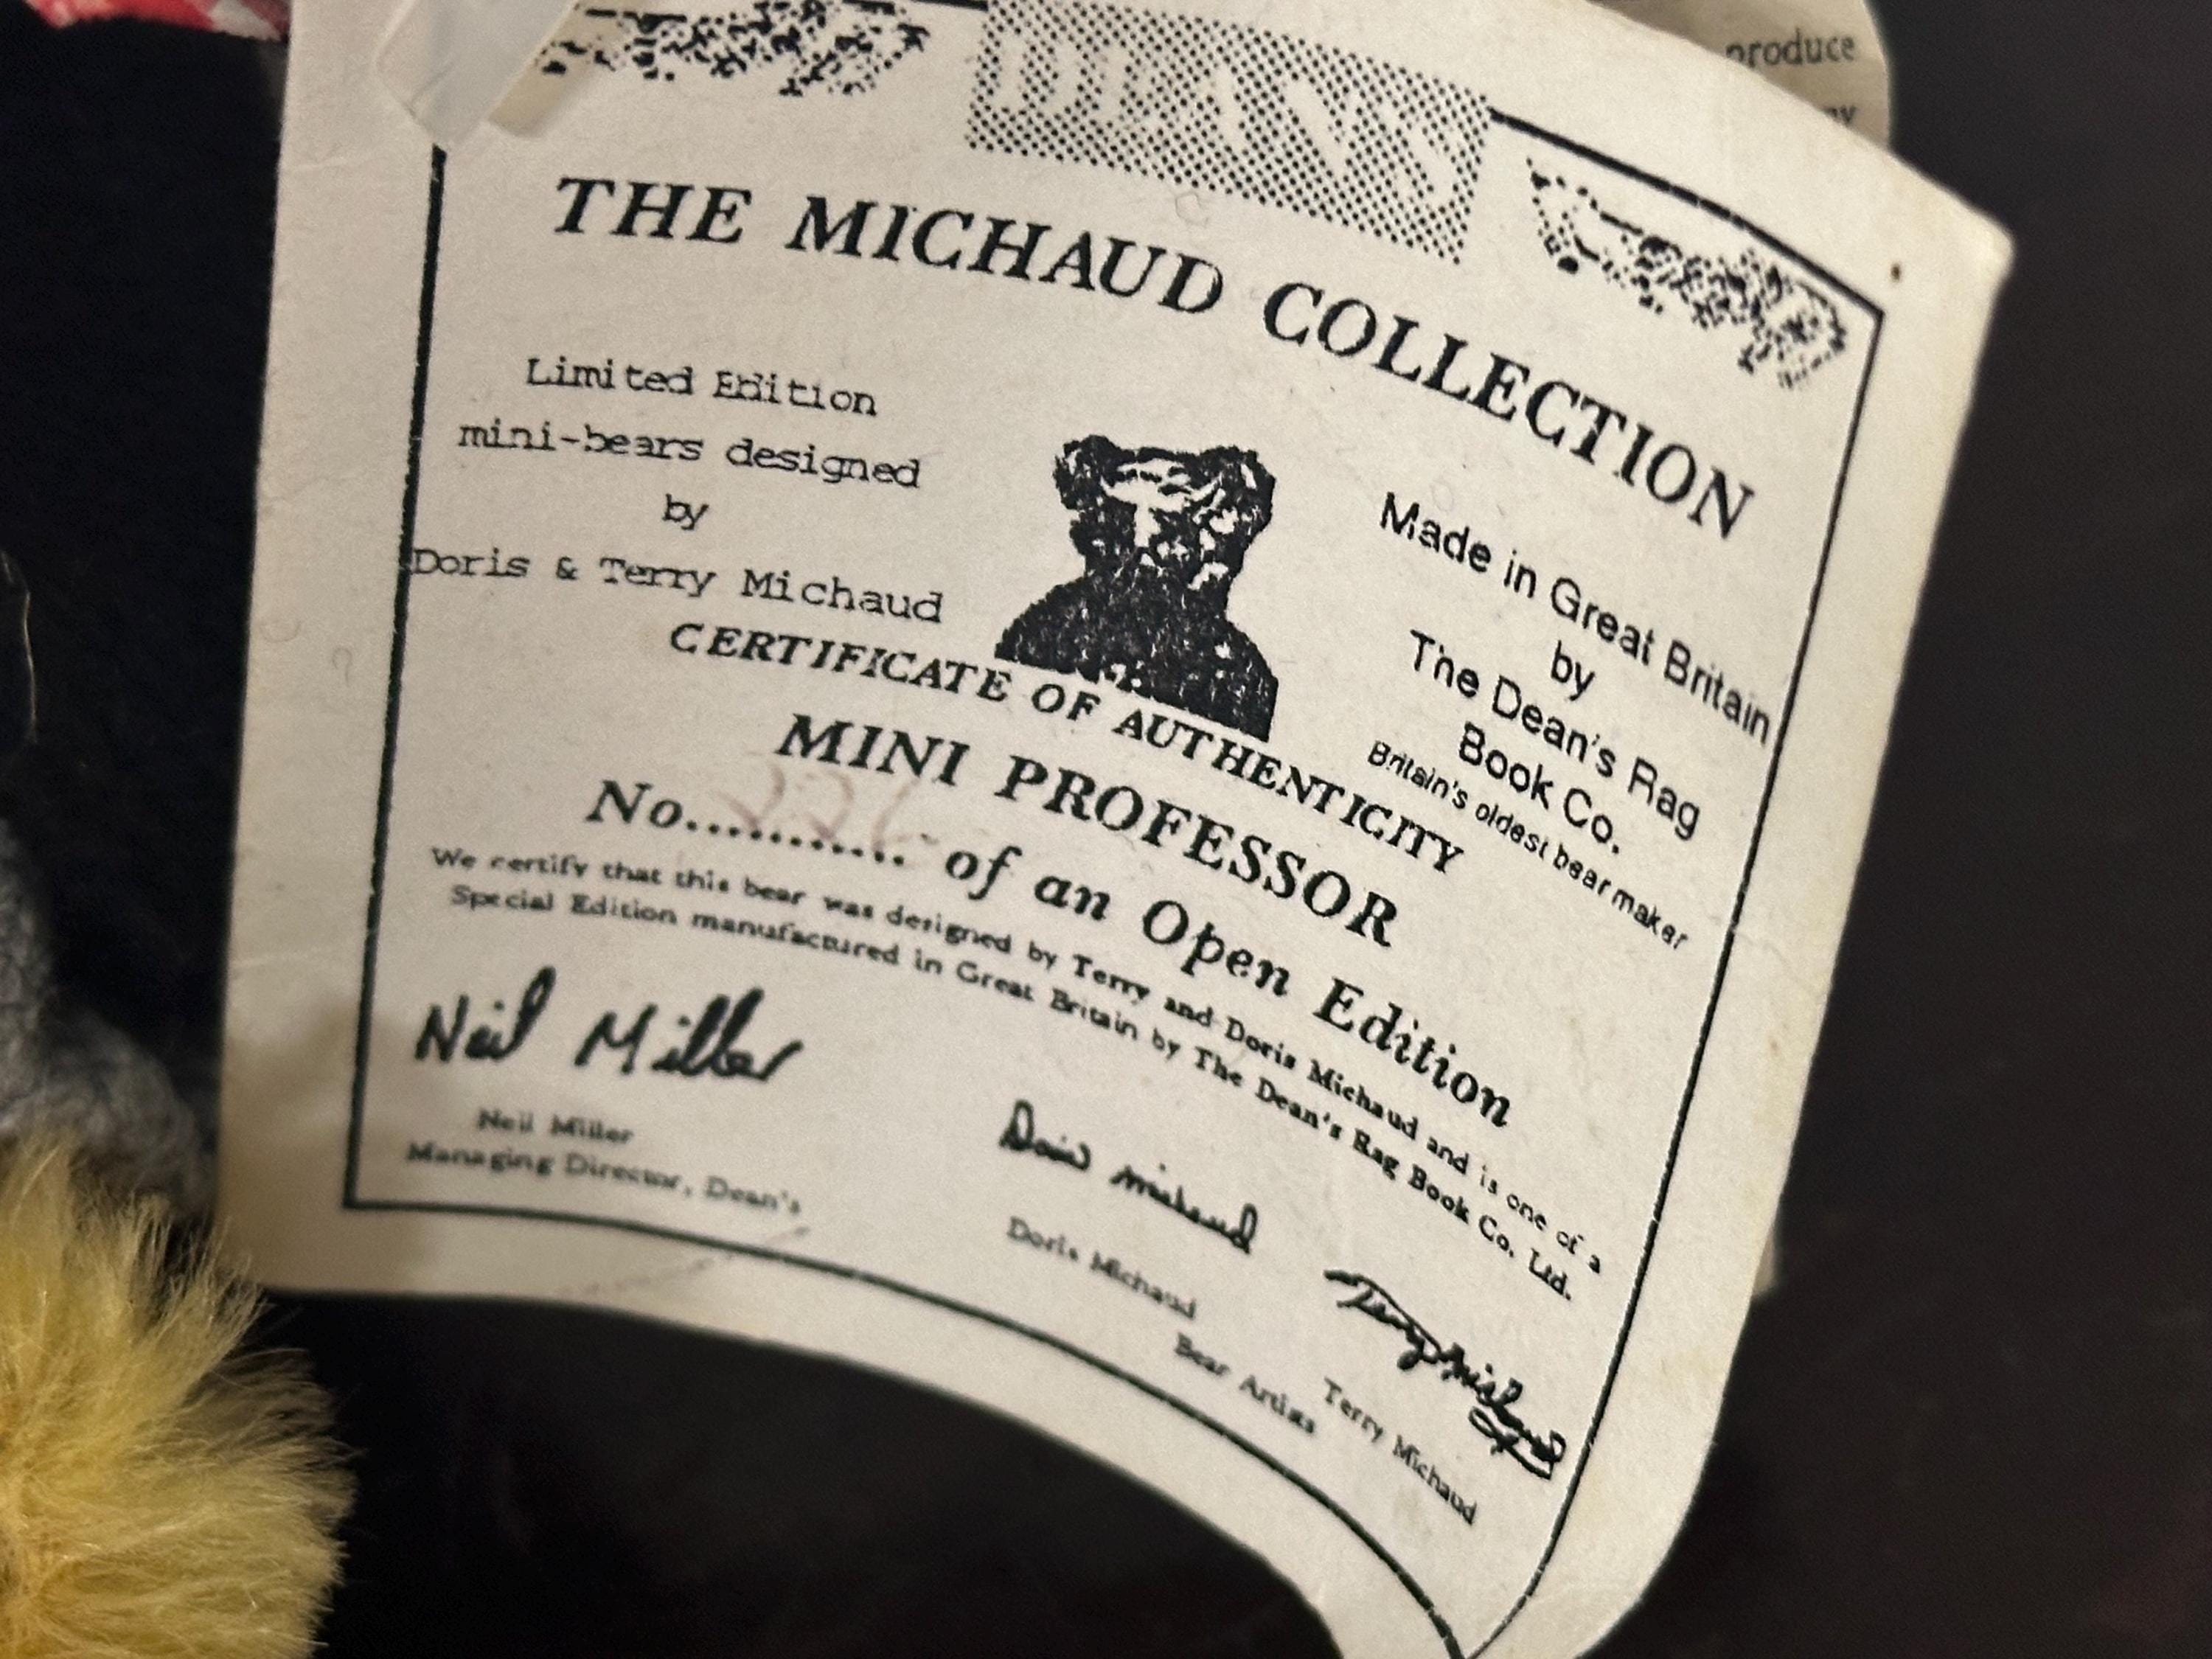 produce
DEANS
THE MICHAUD COLLECTION
Limited Edition
mini-bears designed
by
Doris & Terry Michaud
Made in Great Britain
by
The Dean's Rag
Book Co.
Britain's oldest bear maker
CERTIFICATE OF AUTHENTICITY
MINI PROFESSOR
No............ of an Open Edition
We certify that this bear was designed by Terry and Doris Michaud and is one of a
Special Edition manufactured in Great Britain by The Dean's Rag Book Co. Ltd.
Neil Miller
Neil Miller
Managing Director, Dean's
Doris Michaud
Doris Michaud
Terry Michaud
Terry Michaud
Bear Artists